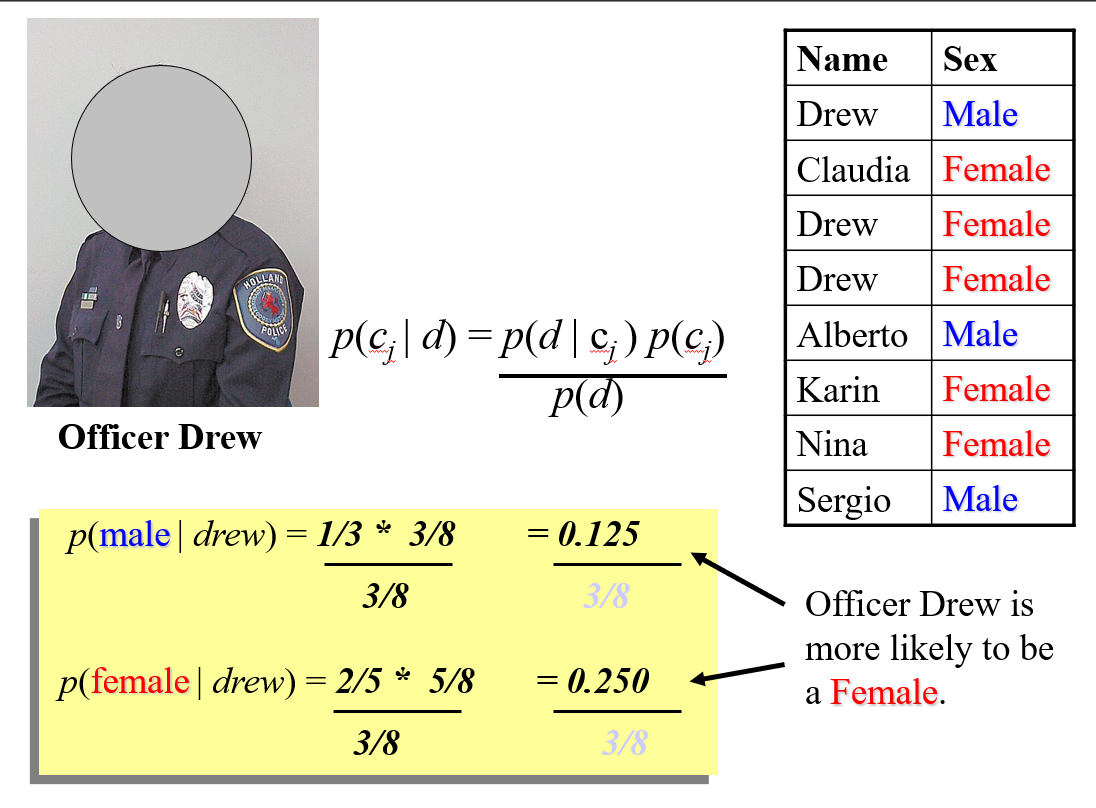 HOLLAND
POLICE
Officer Drew
p(cj | d) = p(d | cj ) p(cj)
p(d)
Name Sex
Drew Male
Claudia Female
Drew Female
Drew Female
Alberto Male
Karin Female
Nina Female
Sergio Male
p(male | drew) = 1/3 * 3/8 = 0.125
3/8 3/8
p(female | drew) = 2/5 * 5/8 = 0.250
3/8 3/8
Officer Drew is
more likely to be
a Female.